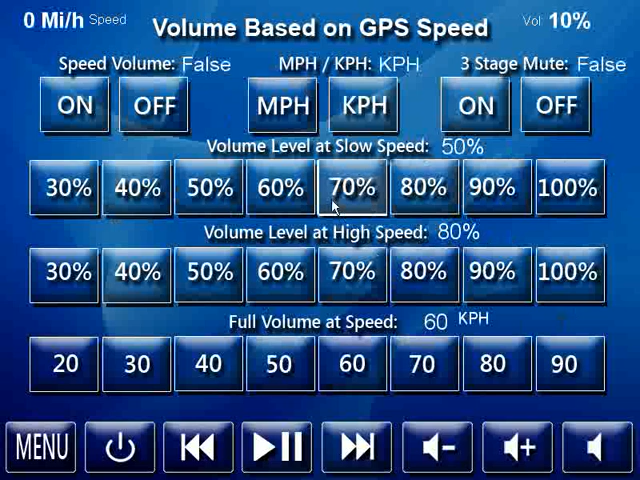 0 Mi/h Speed Volume Based on GPS Speed Vol 10%
Speed Volume: False MPH / KPH: KPH 3 Stage Mute: False
ON OFF MPH KPH ON OFF
Volume Level at Slow Speed: 50%
30% 40% 50% 60% 70% 80% 90% 100%
Volume Level at High Speed: 80%
30% 40% 50% 60% 70% 80% 90% 100%
Full Volume at Speed: 60 KPH
20 30 40 50 60 70 80 90
MENU